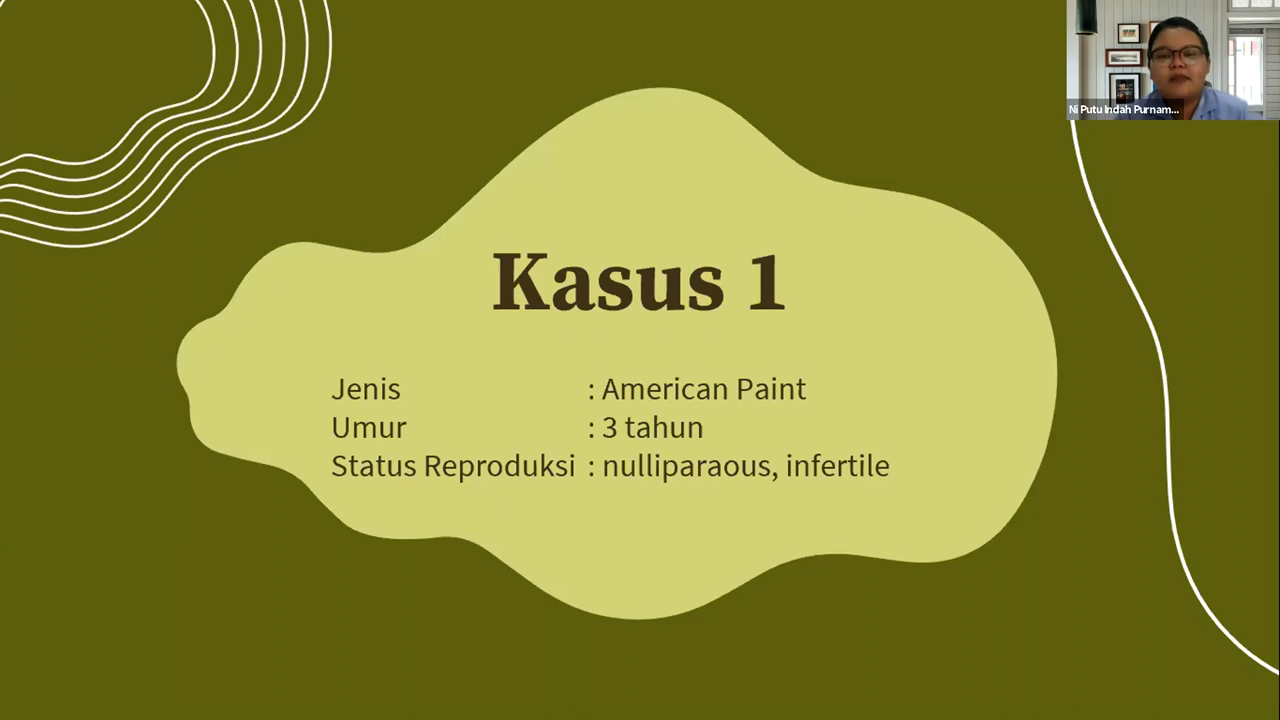 Ni Putu Indah Purnam...
Kasus 1
Jenis : American Paint
Umur : 3 tahun
Status Reproduksi : nulliparaous, infertile